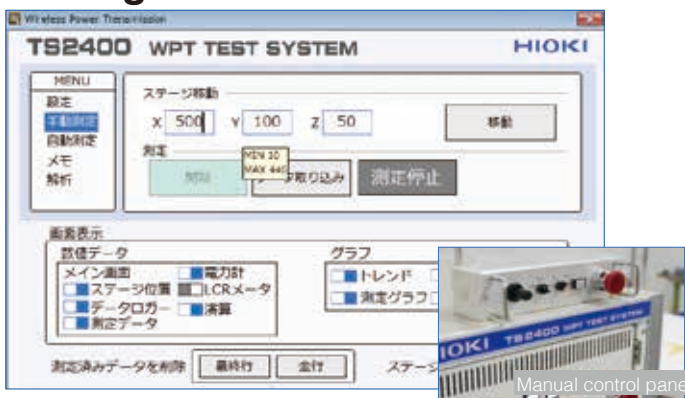 Wireless Power Transmission
TS2400 WPT TEST SYSTEM
HIOKI
MENU
設定
手動測定
自動測定
メモ
解析
ステージ移動
X 500 Y 100 Z 50
移動
測定
MIN 10
MAX 440
データ取り込み
測定停止
画面表示
数値データ
メイン画面
電力計
ステージ位置
LCRメータ
データロガー
演算
測定データ
グラフ
トレンド
測定グラフ
測定済みデータを削除
最終行
全行
HIOKI TS2400 WPT TEST SYSTEM
Manual control pane